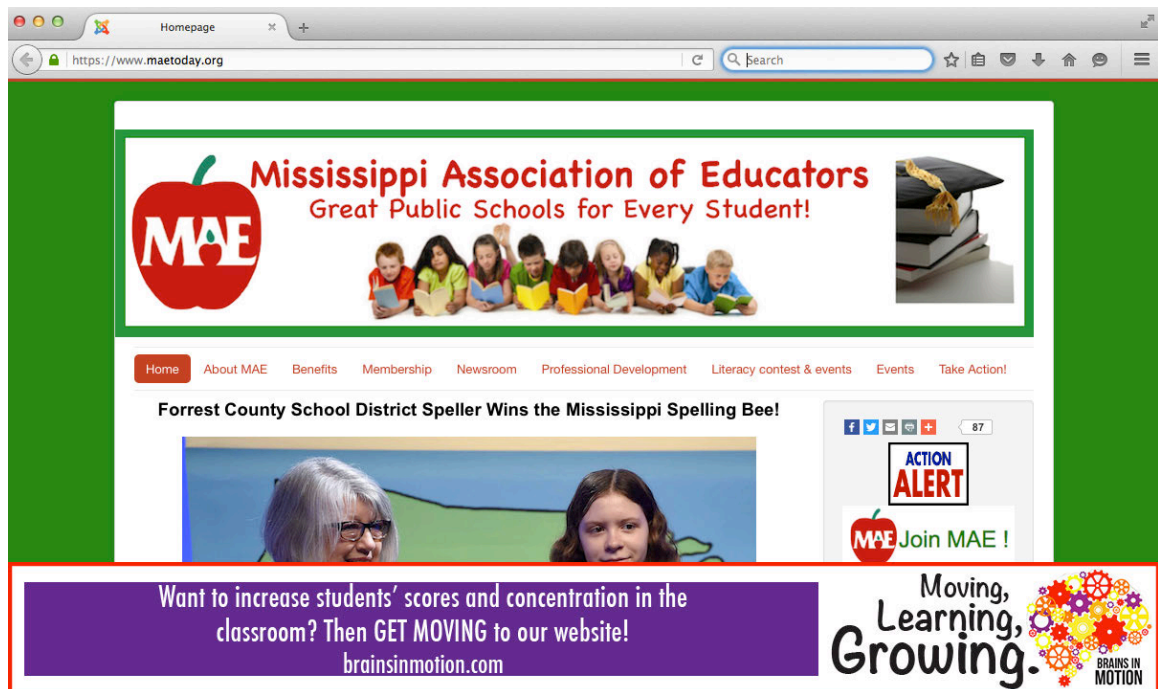 Homepage
https://www.maetoday.org
Search
Mississippi Association of Educators
Great Public Schools for Every Student!
MAE
Home About MAE Benefits Membership Newsroom Professional Development Literacy contest & events Events Take Action!
Forrest County School District Speller Wins the Mississippi Spelling Bee!
87
ACTION
ALERT
MAE Join MAE !
Want to increase students' scores and concentration in the
classroom? Then GET MOVING to our website!
brainsinmotion.com
Moving,
Learning,
Growing.
BRAINS IN
MOTION